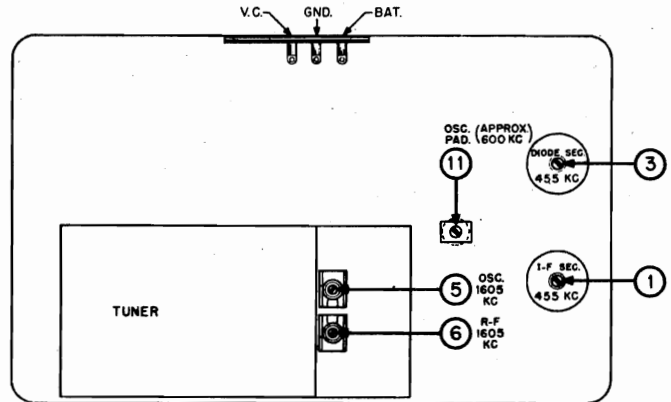 V.C. GND. BAT.
OSC. (APPROX.)
PAD. 600 KC
11
DIODE SEC.
455 KC
3
I-F SEC.
455 KC
1
TUNER
5 OSC.
1605
KC
6 R-F
1605
KC